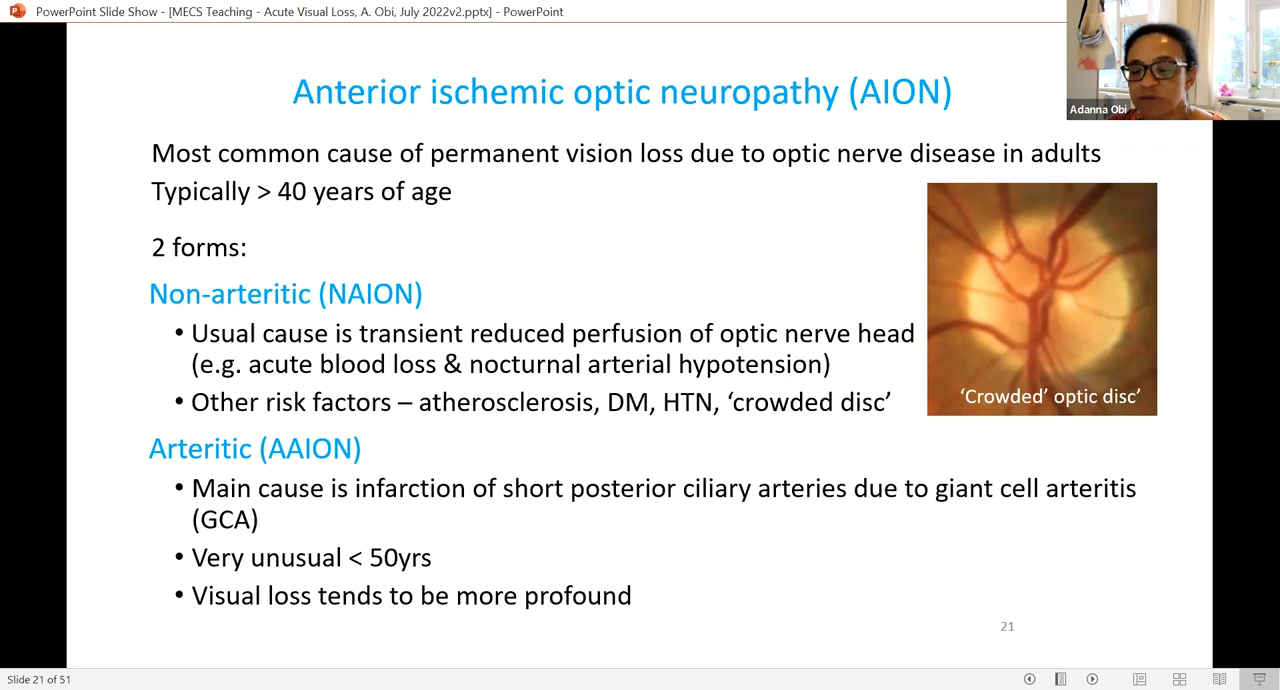 PowerPoint Slide Show - [MECS Teaching - Acute Visual Loss, A. Obi, July 2022v2.pptx] - PowerPoint
Adanna Obi
Anterior ischemic optic neuropathy (AION)
Most common cause of permanent vision loss due to optic nerve disease in adults
Typically > 40 years of age
2 forms:
Non-arteritic (NAION)
• Usual cause is transient reduced perfusion of optic nerve head
(e.g. acute blood loss & nocturnal arterial hypotension)
• Other risk factors – atherosclerosis, DM, HTN, ‘crowded disc’
‘Crowded’ optic disc’
Arteritic (AAION)
• Main cause is infarction of short posterior ciliary arteries due to giant cell arteritis
(GCA)
• Very unusual < 50yrs
• Visual loss tends to be more profound
21
Slide 21 of 51